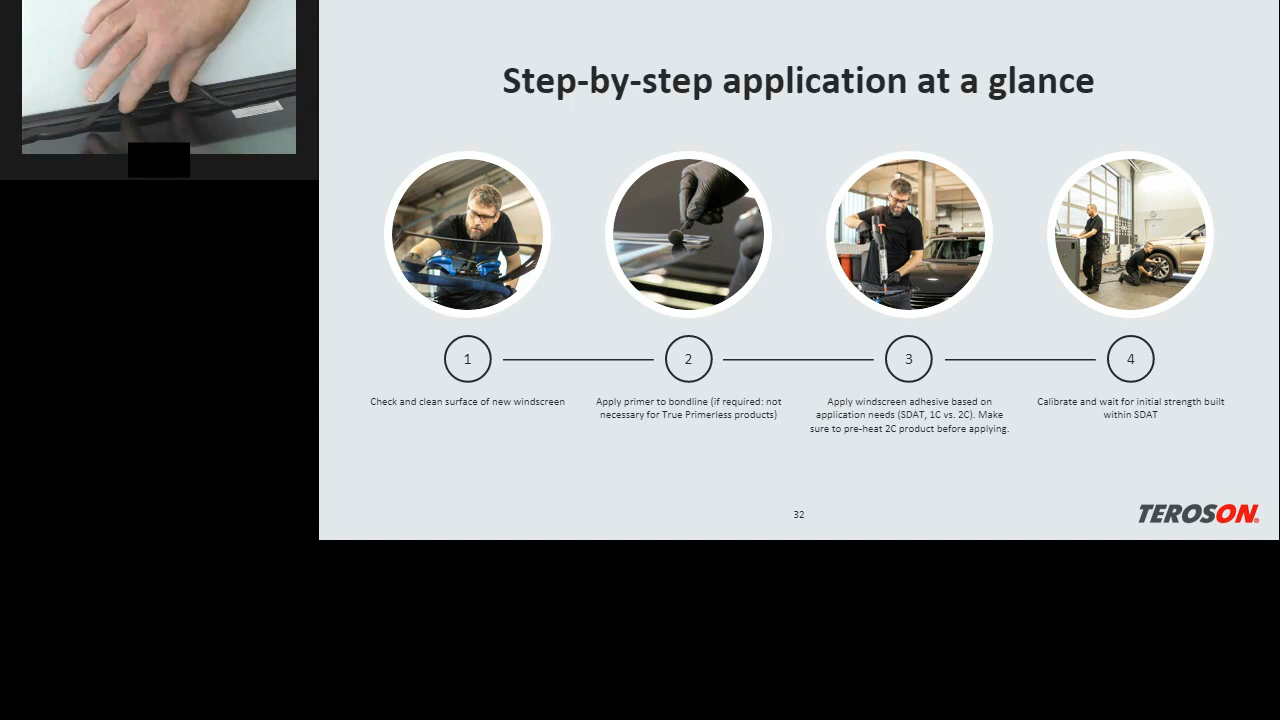 Step-by-step application at a glance
1
2
3
4
Check and clean surface of new windscreen
Apply primer to bondline (if required: not
necessary for True Primerless products)
Apply windscreen adhesive based on
application needs (SDAT, 1C vs. 2C). Make
sure to pre-heat 2C product before applying.
Calibrate and wait for initial strength built
within SDAT
32
TEROSON®